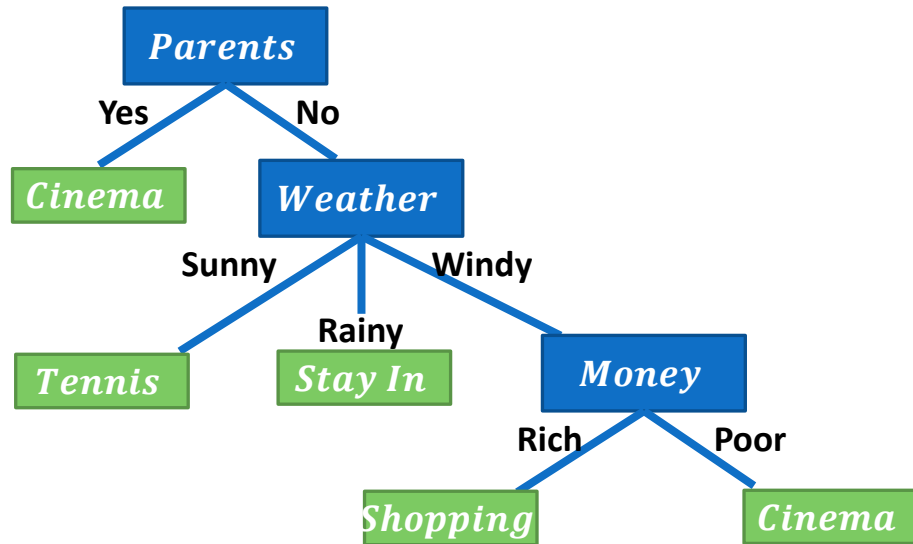 Parents
Yes No
Cinema
Weather
Sunny Windy
Rainy
Tennis
Stay In
Money
Rich Poor
Shopping
Cinema